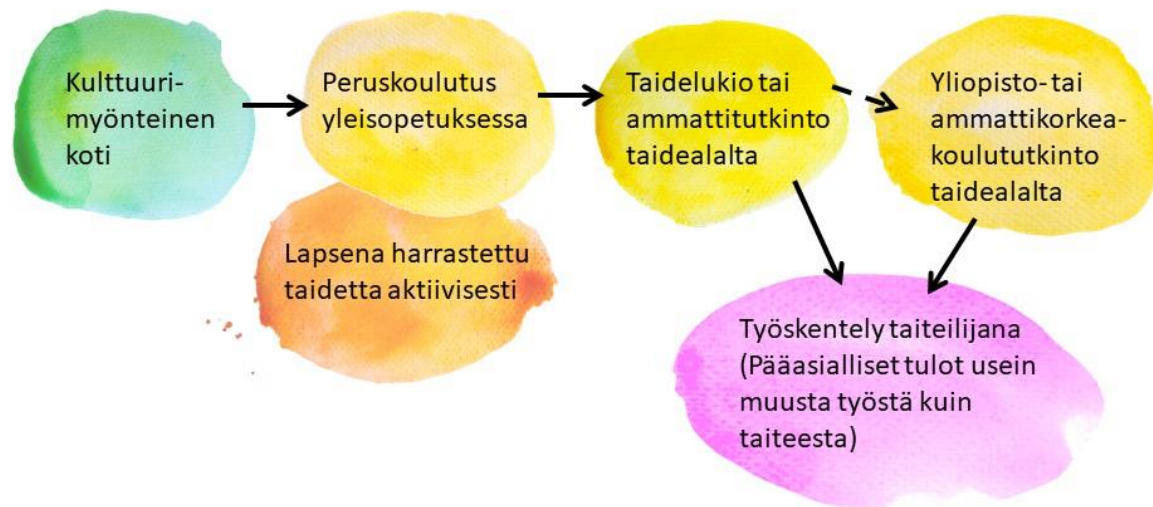 Kulttuuri-
myönteinen
koti
Peruskoulutus
yleisopetuksessa
Lapsena harrastettu
taidetta aktiivisesti
Taidelukio tai
ammattitutkinto
taidealalta
Yliopisto- tai
ammattikorkea-
koulututkinto
taidealalta
Työskentely taiteilijana
(Pääasialliset tulot usein
muusta työstä kuin
taiteesta)